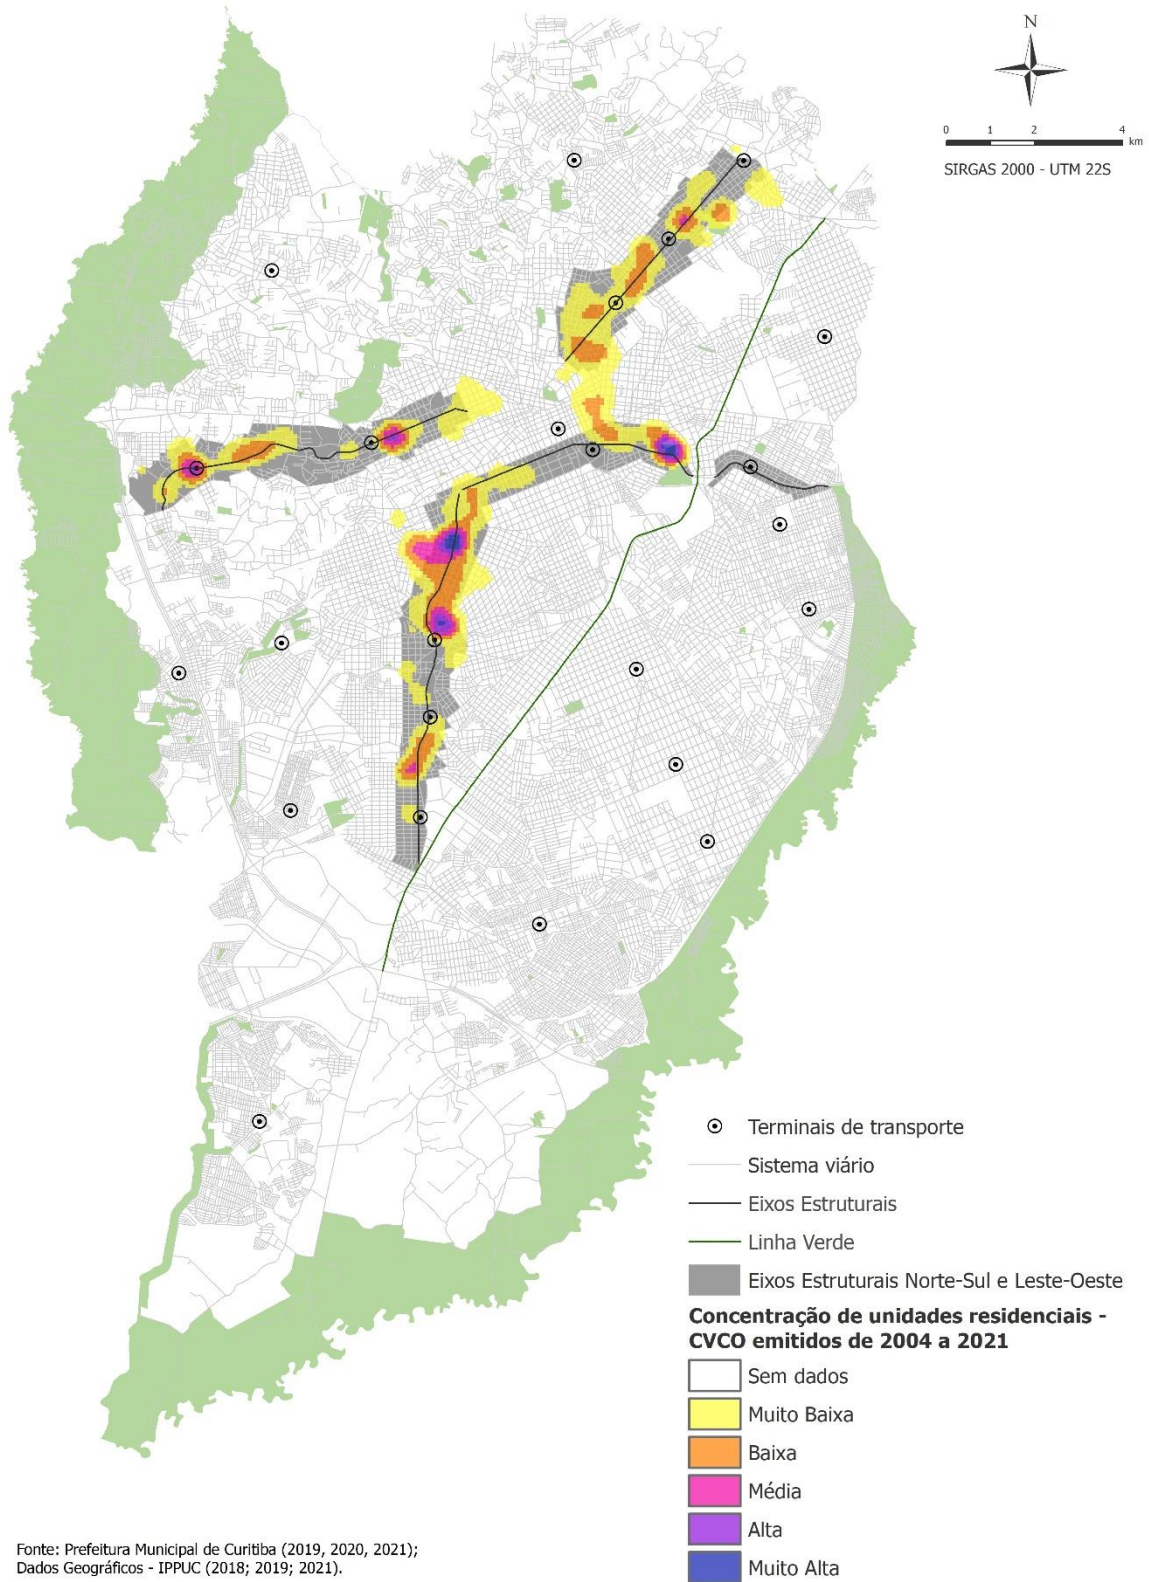 N
0 1 2 4
km
SIRGAS 2000 - UTM 22S
Terminais de transporte
Sistema viário
Eixos Estruturais
Linha Verde
Eixos Estruturais Norte-Sul e Leste-Oeste
Concentração de unidades residenciais -
CVCO emitidos de 2004 a 2021
Sem dados
Muito Baixa
Baixa
Média
Alta
Muito Alta
Fonte: Prefeitura Municipal de Curitiba (2019, 2020, 2021);
Dados Geográficos - IPPUC (2018; 2019; 2021).